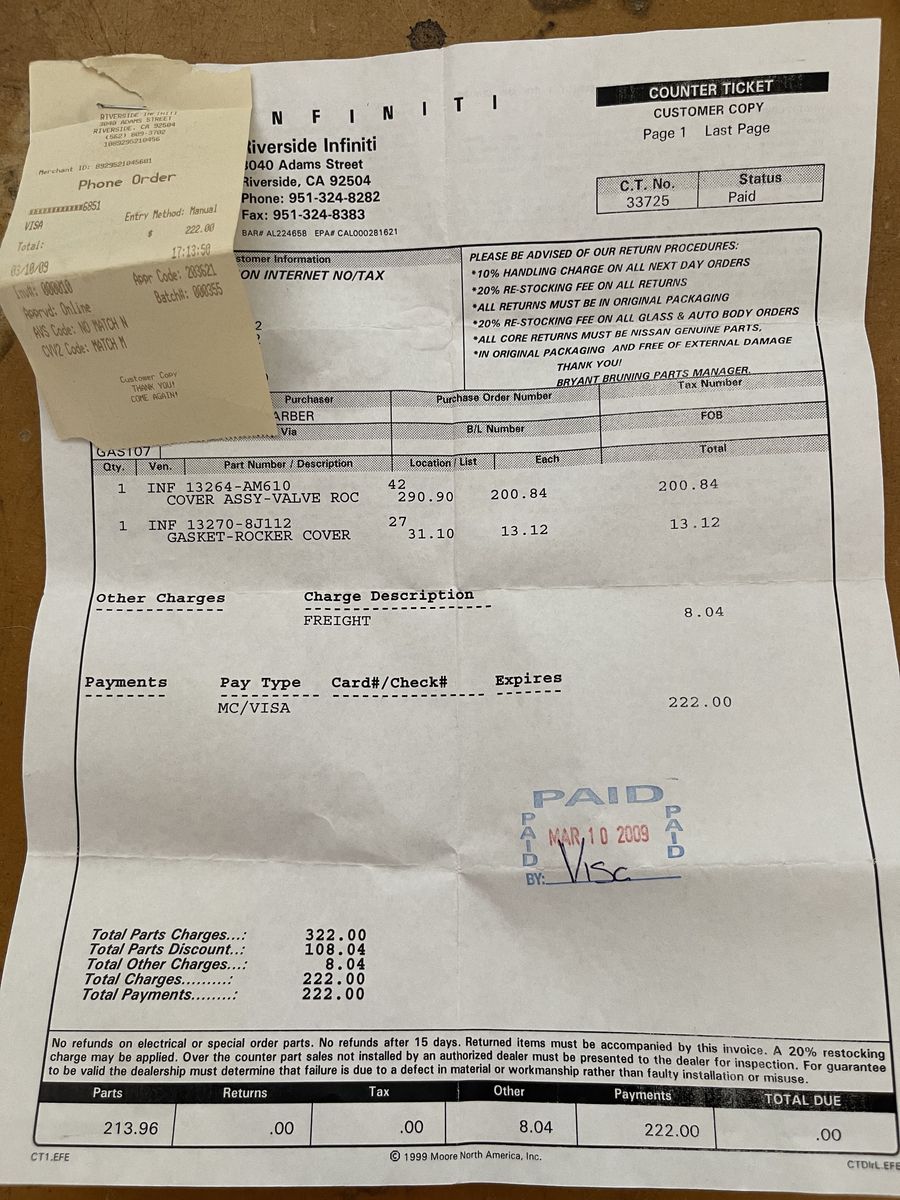 RIVERSIDE INFINITI
3040 ADAMS STREET
RIVERSIDE, CA 92504
(562) 809-3702
1089295210456
Merchant ID: 8929521045601
Phone Order
XXXXXXXXXXXX6851
VISA Entry Method: Manual
Total: $ 222.00
03/10/09 17:13:50
Inv#: 000010 Appr Code: 203621
Apprvd: Online Batch#: 000355
AVS Code: NO MATCH N
CVV2 Code: MATCH M
Customer Copy
THANK YOU!
COME AGAIN!
N F I N I T I
Riverside Infiniti
3040 Adams Street
Riverside, CA 92504
Phone: 951-324-8282
Fax: 951-324-8383
BAR# AL224658 EPA# CAL000281621
COUNTER TICKET
CUSTOMER COPY
Page 1 Last Page
C.T. No. Status
33725 Paid
stomer Information
ON INTERNET NO/TAX
2
PLEASE BE ADVISED OF OUR RETURN PROCEDURES:
*10% HANDLING CHARGE ON ALL NEXT DAY ORDERS
*20% RE-STOCKING FEE ON ALL RETURNS
*ALL RETURNS MUST BE IN ORIGINAL PACKAGING
*20% RE-STOCKING FEE ON ALL GLASS & AUTO BODY ORDERS
*ALL CORE RETURNS MUST BE NISSAN GENUINE PARTS,
*IN ORIGINAL PACKAGING AND FREE OF EXTERNAL DAMAGE
THANK YOU!
BRYANT BRUNING PARTS MANAGER.
Purchaser Purchase Order Number Tax Number
ARBER
Via B/L Number FOB
GAS107
Qty. Ven. Part Number / Description Location / List Each Total
1 INF 13264-AM610 42
COVER ASSY-VALVE ROC 290.90 200.84 200.84
1 INF 13270-8J112 27
GASKET-ROCKER COVER 31.10 13.12 13.12
Other Charges Charge Description
FREIGHT 8.04
Payments Pay Type Card#/Check# Expires
MC/VISA 222.00
PAID
PAID
PAID
MAR 10 2009
BY: Visa
Total Parts Charges...: 322.00
Total Parts Discount..: 108.04
Total Other Charges...: 8.04
Total Charges.........: 222.00
Total Payments........: 222.00
No refunds on electrical or special order parts. No refunds after 15 days. Returned items must be accompanied by this invoice. A 20% restocking
charge may be applied. Over the counter part sales not installed by an authorized dealer must be presented to the dealer for inspection. For guarantee
to be valid the dealership must determine that failure is due to a defect in material or workmanship rather than faulty installation or misuse.
Parts Returns Tax Other Payments TOTAL DUE
213.96 .00 .00 8.04 222.00 .00
CT1.EFE © 1999 Moore North America, Inc. CTDlrL.EFE